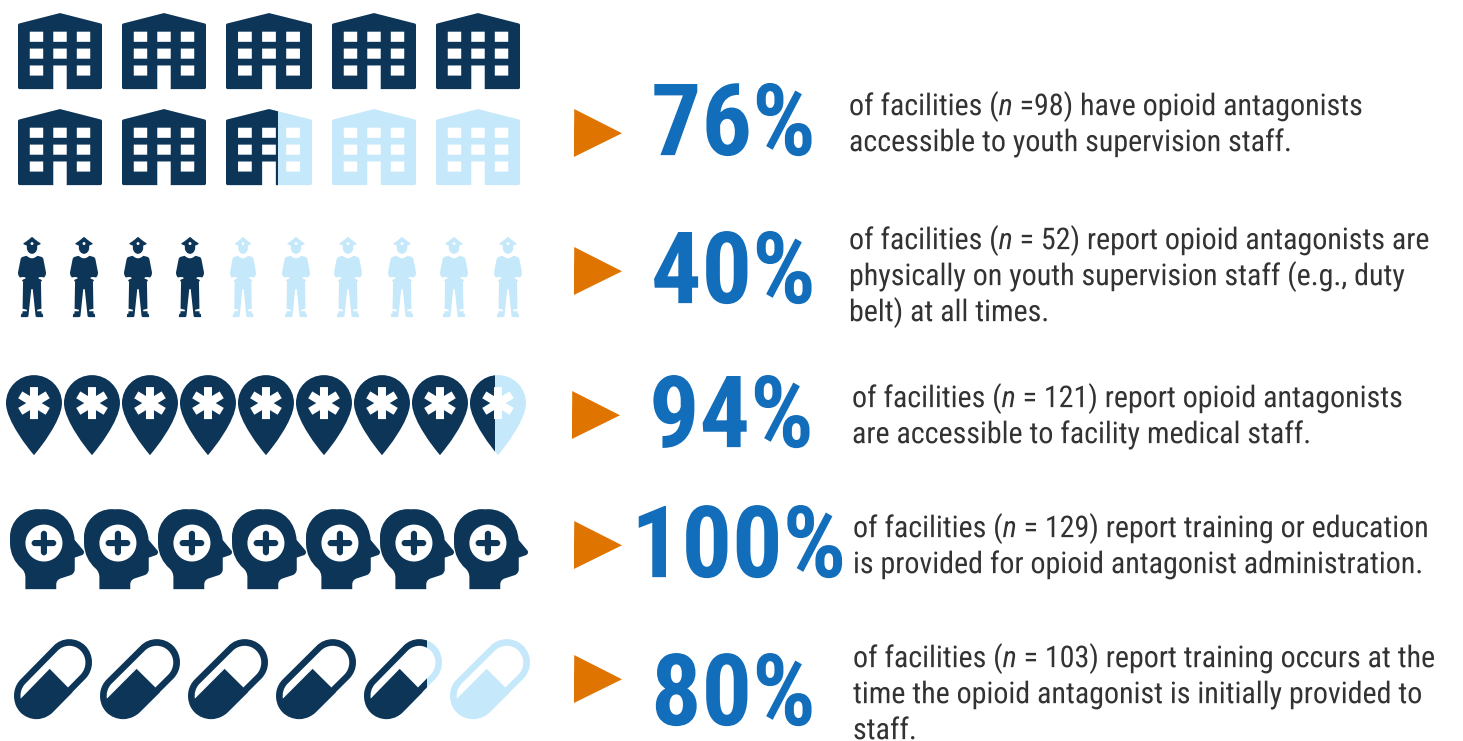 76%
of facilities (n =98) have opioid antagonists
accessible to youth supervision staff.
40%
of facilities (n = 52) report opioid antagonists are
physically on youth supervision staff (e.g., duty
belt) at all times.
94%
of facilities (n = 121) report opioid antagonists
are accessible to facility medical staff.
100%
of facilities (n = 129) report training or education
is provided for opioid antagonist administration.
80%
of facilities (n = 103) report training occurs at the
time the opioid antagonist is initially provided to
staff.